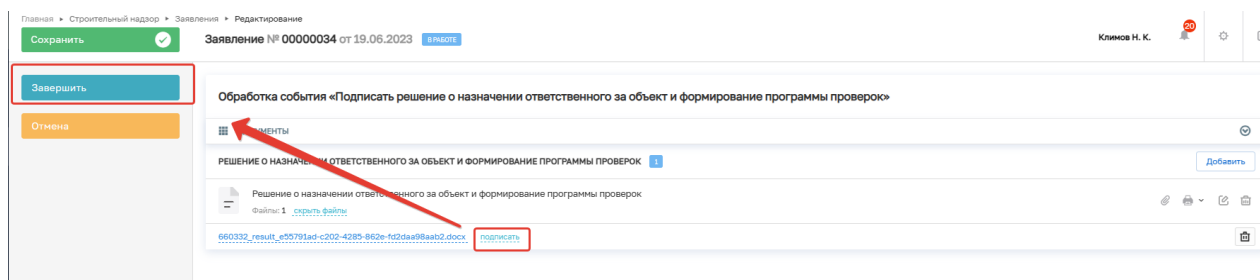 Главная ▸ Строительный надзор ▸ Заявления ▸ Редактирование
Сохранить
Заявление № 00000034 от 19.06.2023 В РАБОТЕ
Климов Н. К.
20
Завершить
Обработка события «Подписать решение о назначении ответственного за объект и формирование программы проверок»
Отмена
РЕШЕНИЕ О НАЗНАЧЕНИИ ОТВЕТСТВЕННОГО ЗА ОБЪЕКТ И ФОРМИРОВАНИЕ ПРОГРАММЫ ПРОВЕРОК 1
Добавить
Решение о назначении ответственного за объект и формирование программы проверок
Файлы: 1 скрыть файлы
660332_result_e55791ad-c202-4285-862e-fd2daa98aab2.docx подписать